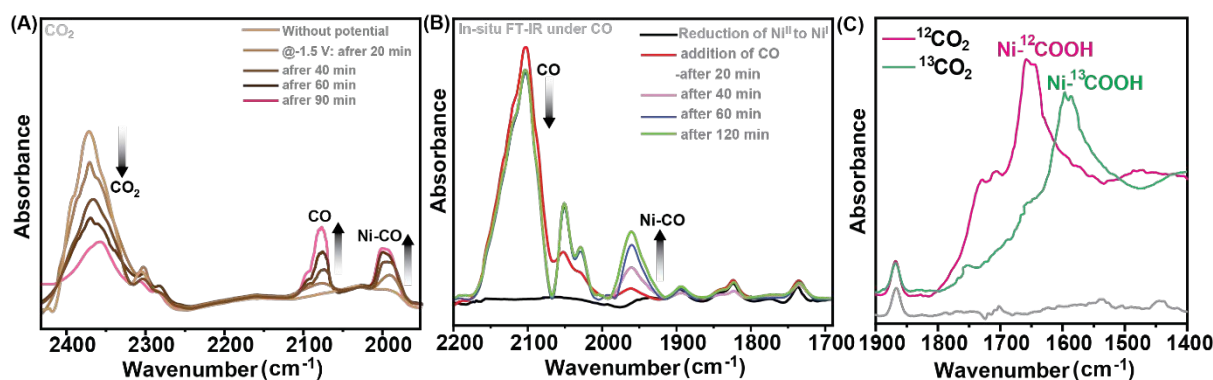 (A)
CO₂
Without potential
@-1.5 V: afrer 20 min
afrer 40 min
afrer 60 min
afrer 90 min
CO₂
CO
Ni-CO
Absorbance
2400 2300 2200 2100 2000
Wavenumber (cm⁻¹)
(B)
In-situ FT-IR under CO
Reduction of Niᴵᴵ to Niᴵ
addition of CO
-after 20 min
after 40 min
after 60 min
after 120 min
CO
Ni-CO
Absorbance
2200 2100 2000 1900 1800 1700
Wavenumber (cm⁻¹)
(C)
¹²CO₂
¹³CO₂
Ni-¹²COOH
Ni-¹³COOH
Absorbance
1900 1800 1700 1600 1500 1400
Wavenumber (cm⁻¹)